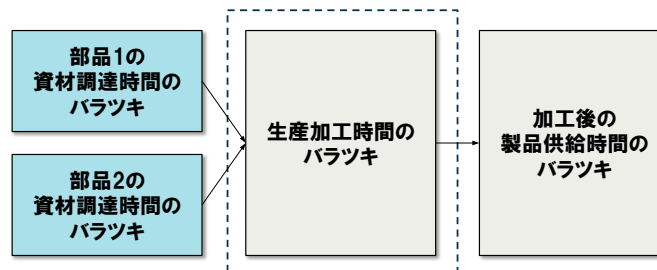 部品1の
資材調達時間の
バラツキ
部品2の
資材調達時間の
バラツキ
生産加工時間の
バラツキ
加工後の
製品供給時間の
バラツキ